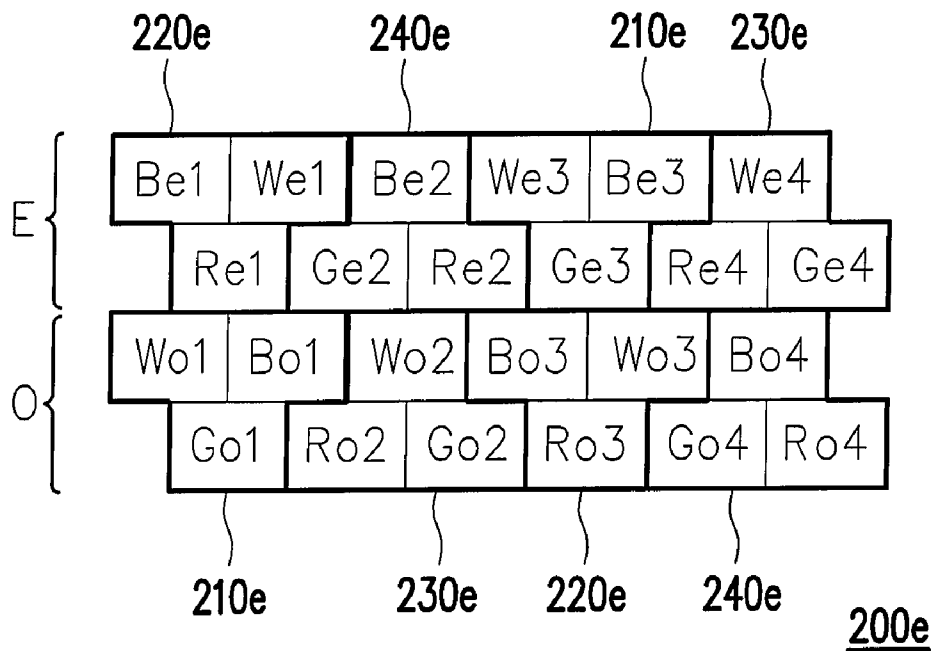 220e 240e 210e 230e
E
Be1 We1 Be2 We3 Be3 We4
Re1 Ge2 Re2 Ge3 Re4 Ge4
O
Wo1 Bo1 Wo2 Bo3 Wo3 Bo4
Go1 Ro2 Go2 Ro3 Go4 Ro4
210e 230e 220e 240e
200e